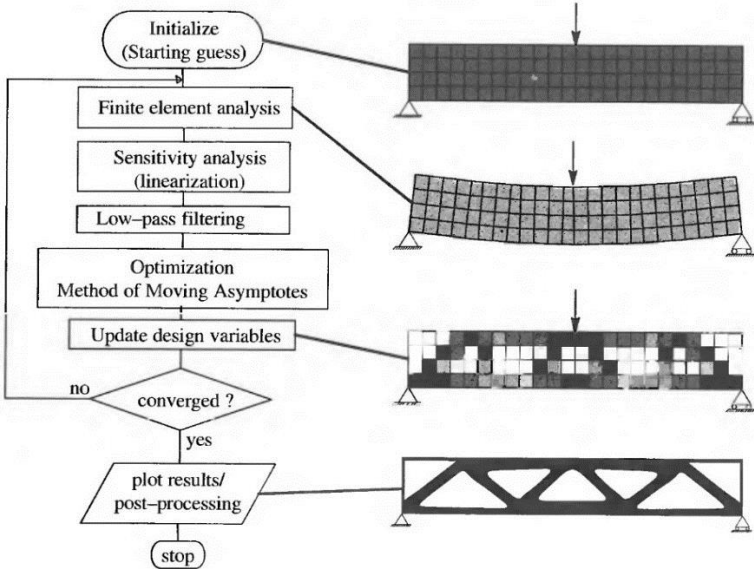 Initialize
(Starting guess)
Finite element analysis
Sensitivity analysis
(linearization)
Low–pass filtering
Optimization
Method of Moving Asymptotes
Update design variables
no
converged ?
yes
plot results/
post–processing
stop